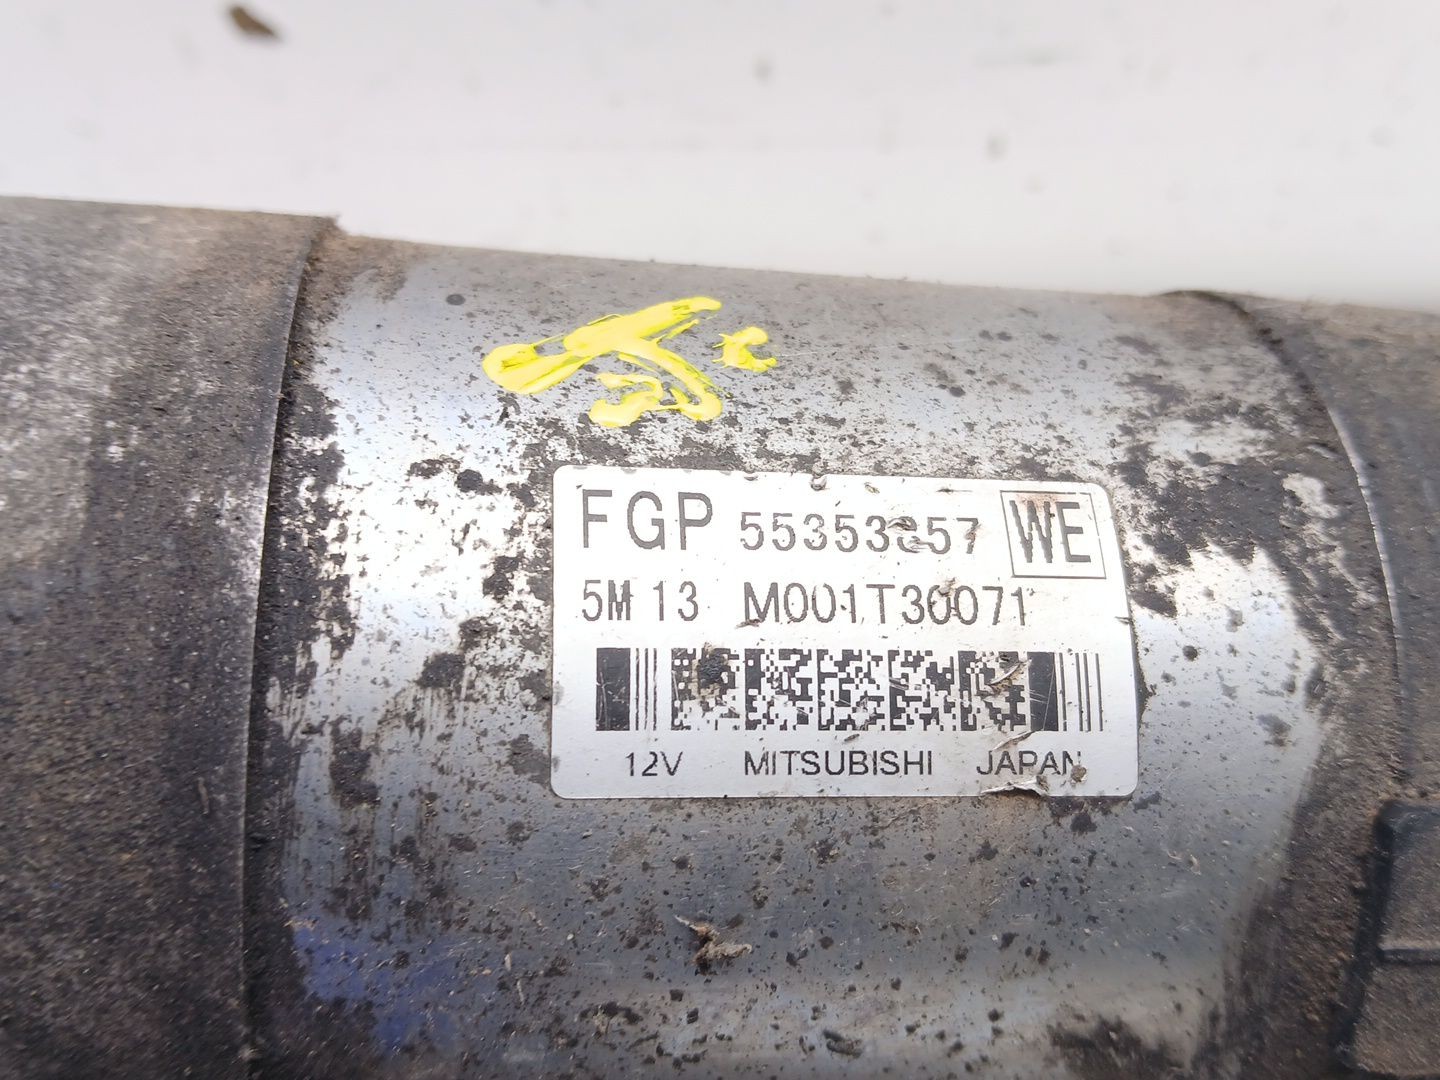 FGP 55353857 WE
5M 13 M001T30071
12V MITSUBISHI JAPAN